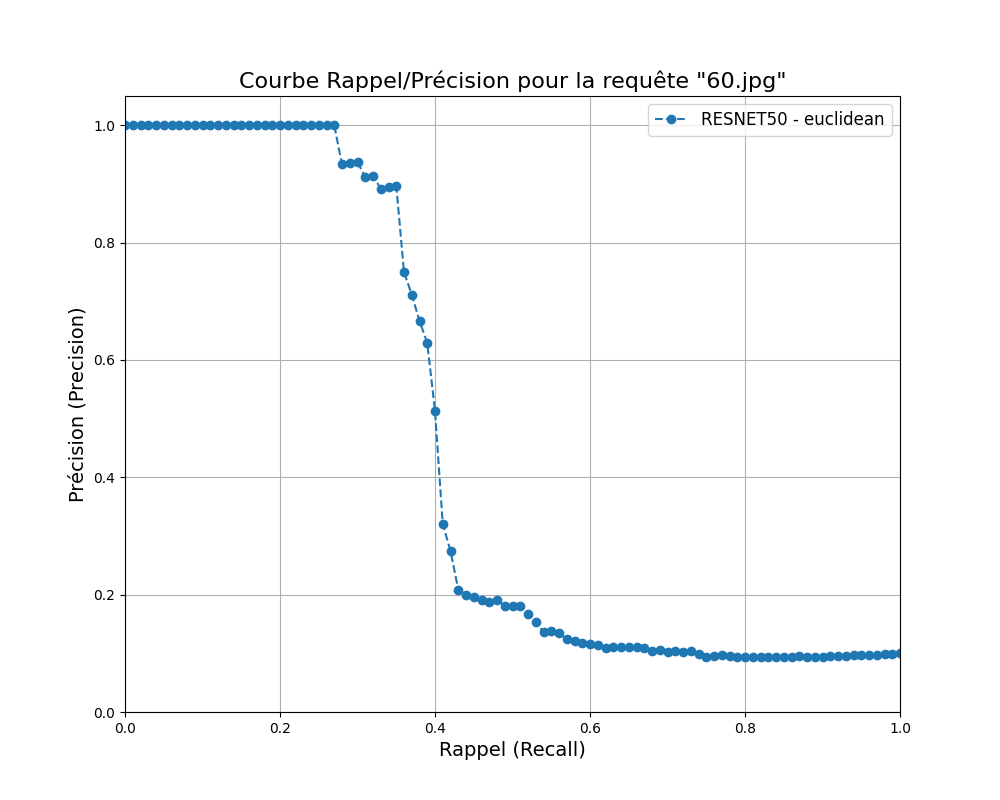 Courbe Rappel/Précision pour la requête "60.jpg"
RESNET50 - euclidean
1.0
0.8
0.6
0.4
0.2
0.0
Précision (Precision)
0.0 0.2 0.4 0.6 0.8 1.0
Rappel (Recall)